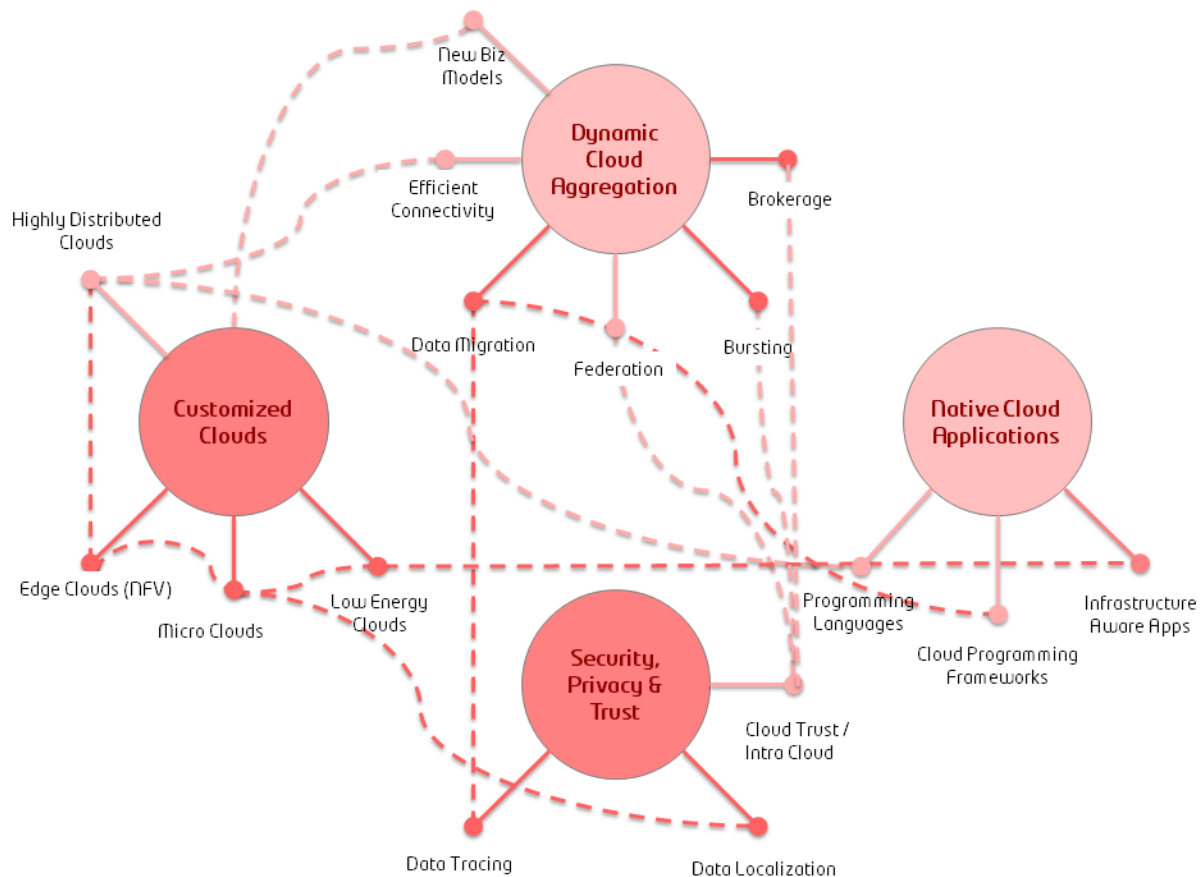 New Biz
Models
Dynamic
Cloud
Aggregation
Efficient
Connectivity
Brokerage
Highly Distributed
Clouds
Data Migration
Federation
Bursting
Customized
Clouds
Native Cloud
Applications
Edge Clouds (NFV)
Micro Clouds
Low Energy
Clouds
Programming
Languages
Cloud Programming
Frameworks
Infrastructure
Aware Apps
Security,
Privacy &
Trust
Cloud Trust /
Intra Cloud
Data Tracing
Data Localization